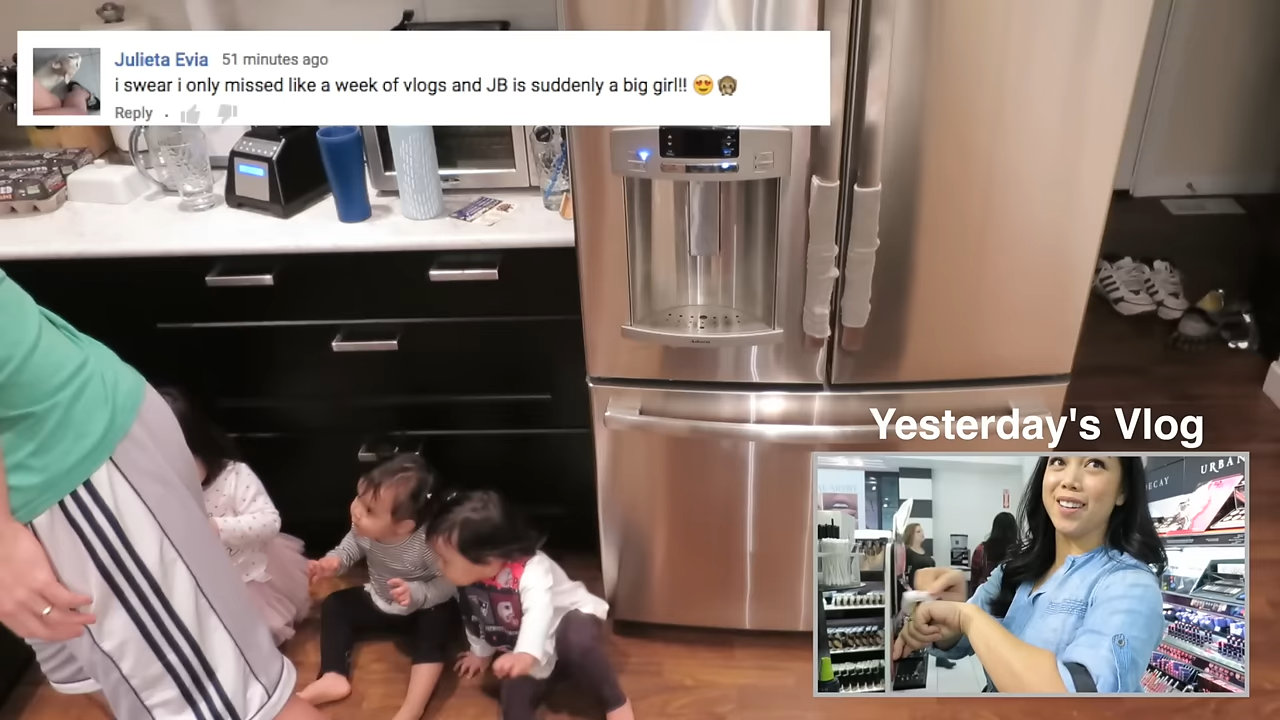 Julieta Evia 51 minutes ago
i swear i only missed like a week of vlogs and JB is suddenly a big girl!! 😍🙊
Reply
Yesterday's Vlog
URBAN
DECAY